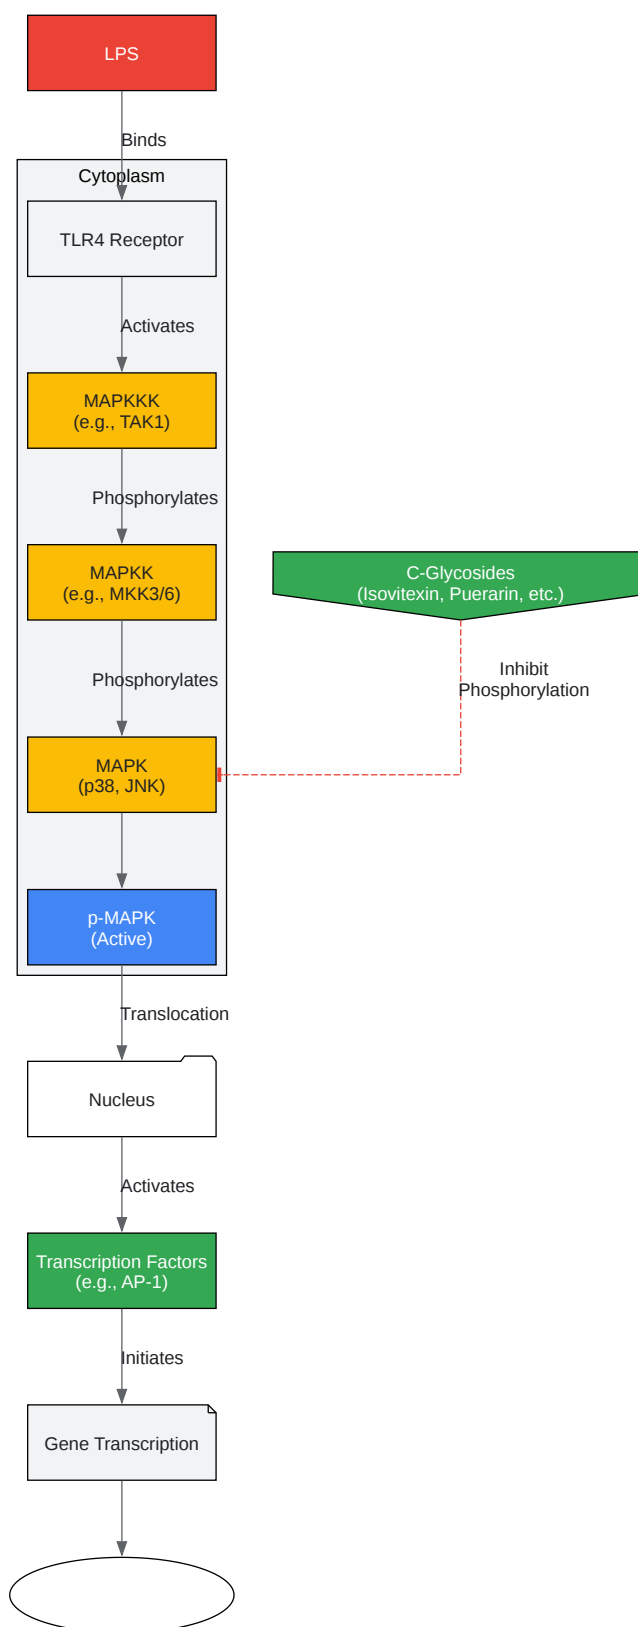 LPS
Binds
Cytoplasm
TLR4 Receptor
Activates
MAPKKK
(e.g., TAK1)
Phosphorylates
MAPKK
(e.g., MKK3/6)
C-Glycosides
(Isovitexin, Puerarin, etc.)
Phosphorylates
Inhibit
Phosphorylation
MAPK
(p38, JNK)
p-MAPK
(Active)
Translocation
Nucleus
Activates
Transcription Factors
(e.g., AP-1)
Initiates
Gene Transcription